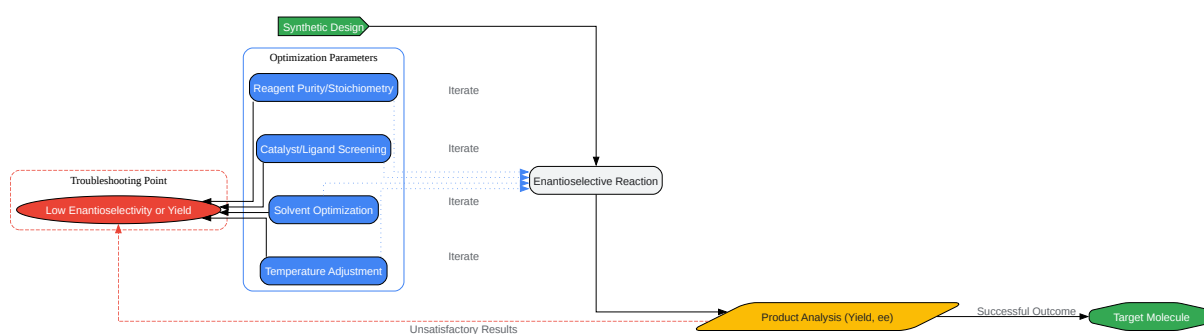 Synthetic Design
Optimization Parameters
Reagent Purity/Stoichiometry
Iterate
Catalyst/Ligand Screening
Iterate
Troubleshooting Point
Enantioselective Reaction
Low Enantioselectivity or Yield
Solvent Optimization
Iterate
Iterate
Temperature Adjustment
Successful Outcome
Product Analysis (Yield, ee)
Target Molecule
Unsatisfactory Results